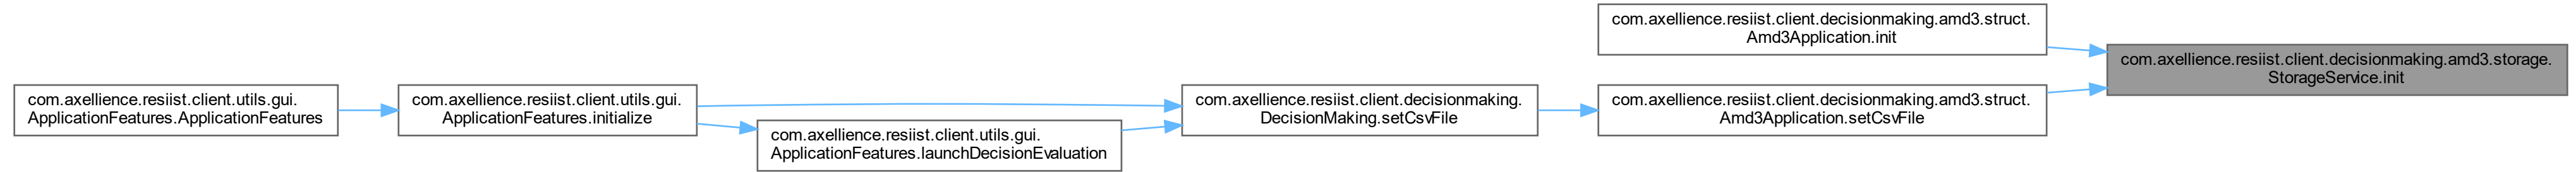 com.axellience.resiist.client.decisionmaking.amd3.struct.
Amd3Application.init
com.axellience.resiist.client.decisionmaking.amd3.storage.
StorageService.init
com.axellience.resiist.client.utils.gui.
ApplicationFeatures.ApplicationFeatures
com.axellience.resiist.client.utils.gui.
ApplicationFeatures.initialize
com.axellience.resiist.client.decisionmaking.
DecisionMaking.setCsvFile
com.axellience.resiist.client.decisionmaking.amd3.struct.
Amd3Application.setCsvFile
com.axellience.resiist.client.utils.gui.
ApplicationFeatures.launchDecisionEvaluation